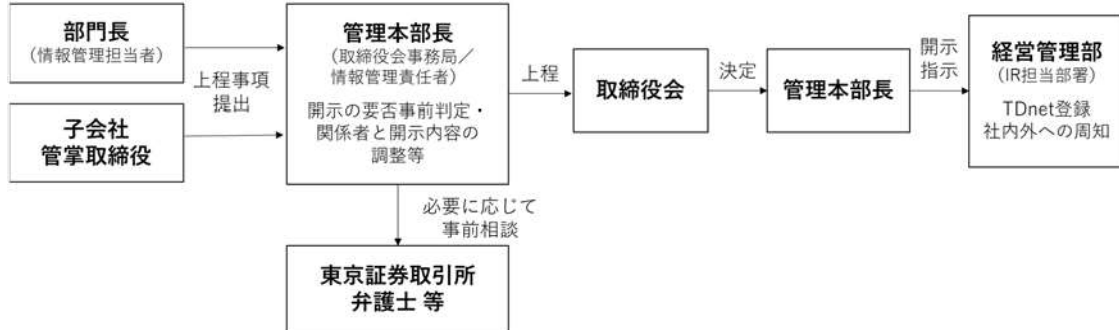 部門長
（情報管理担当者）
子会社
管掌取締役
上程事項
提出
管理本部長
（取締役会事務局／
情報管理責任者）
開示の要否事前判定・
関係者と開示内容の
調整等
必要に応じて
事前相談
東京証券取引所
弁護士 等
上程
取締役会
決定
管理本部長
開示
指示
経営管理部
（IR担当部署）
TDnet登録
社内外への周知